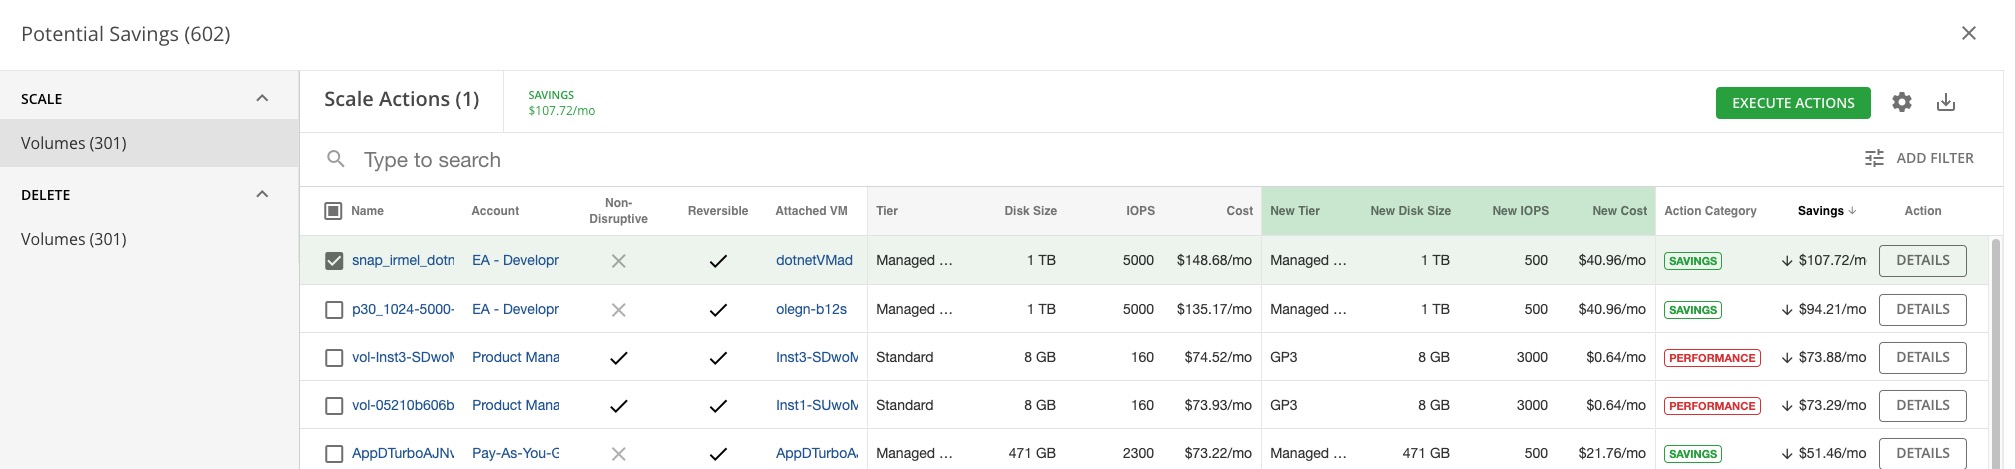 Potential Savings (602)
SCALE
Volumes (301)
DELETE
Volumes (301)
Scale Actions (1)
SAVINGS
$107.72/mo
EXECUTE ACTIONS
Type to search
ADD FILTER
Name Account Non-Disruptive Reversible Attached VM Tier Disk Size IOPS Cost New Tier New Disk Size New IOPS New Cost Action Category Savings ↓ Action
snap_irmel_dotn EA - Developr dotnetVMad Managed ... 1 TB 5000 $148.68/mo Managed ... 1 TB 500 $40.96/mo SAVINGS ↓ $107.72/m DETAILS
p30_1024-5000- EA - Developr olegn-b12s Managed ... 1 TB 5000 $135.17/mo Managed ... 1 TB 500 $40.96/mo SAVINGS ↓ $94.21/mo DETAILS
vol-Inst3-SDwoM Product Mana Inst3-SDwoM Standard 8 GB 160 $74.52/mo GP3 8 GB 3000 $0.64/mo PERFORMANCE ↓ $73.88/mo DETAILS
vol-05210b606b Product Mana Inst1-SUwoM Standard 8 GB 160 $73.93/mo GP3 8 GB 3000 $0.64/mo PERFORMANCE ↓ $73.29/mo DETAILS
AppDTurboAJNv Pay-As-You-G AppDTurboA Managed ... 471 GB 2300 $73.22/mo Managed ... 471 GB 500 $21.76/mo SAVINGS ↓ $51.46/mo DETAILS